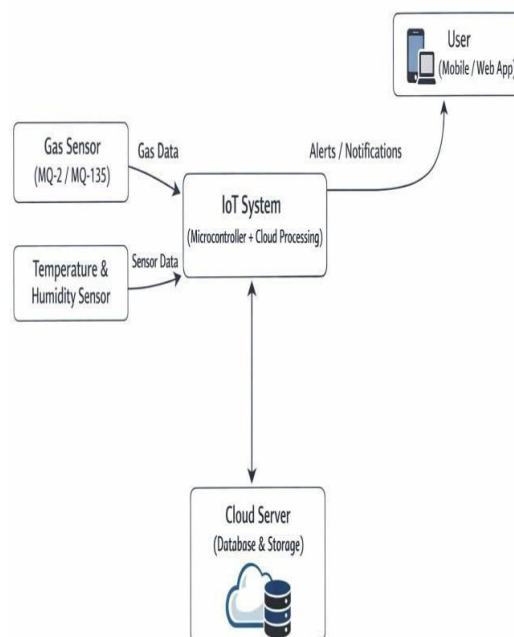 User
(Mobile / Web App)
Gas Sensor
(MQ-2 / MQ-135)
Gas Data
Alerts / Notifications
IoT System
(Microcontroller + Cloud Processing)
Temperature &
Humidity Sensor
Sensor Data
Cloud Server
(Database & Storage)